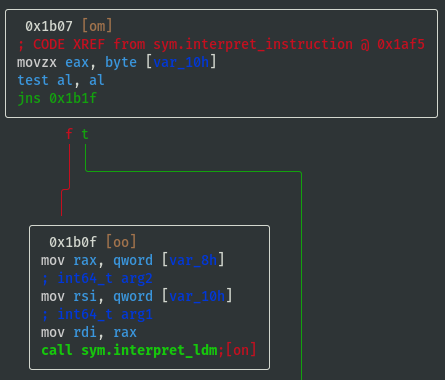 0x1b07 [om]
; CODE XREF from sym.interpret_instruction @ 0x1af5
movzx eax, byte [var_10h]
test al, al
jns 0x1b1f
f t
0x1b0f [oo]
mov rax, qword [var_8h]
; int64_t arg2
mov rsi, qword [var_10h]
; int64_t arg1
mov rdi, rax
call sym.interpret_ldm;[on]